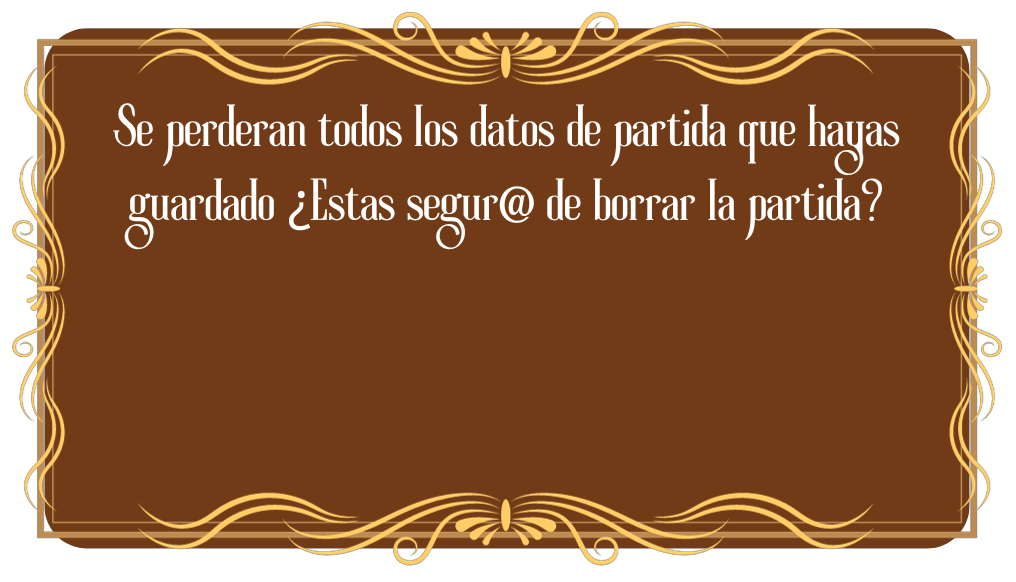 Se perderan todos los datos de partida que hayas
guardado ¿Estas segur@ de borrar la partida?